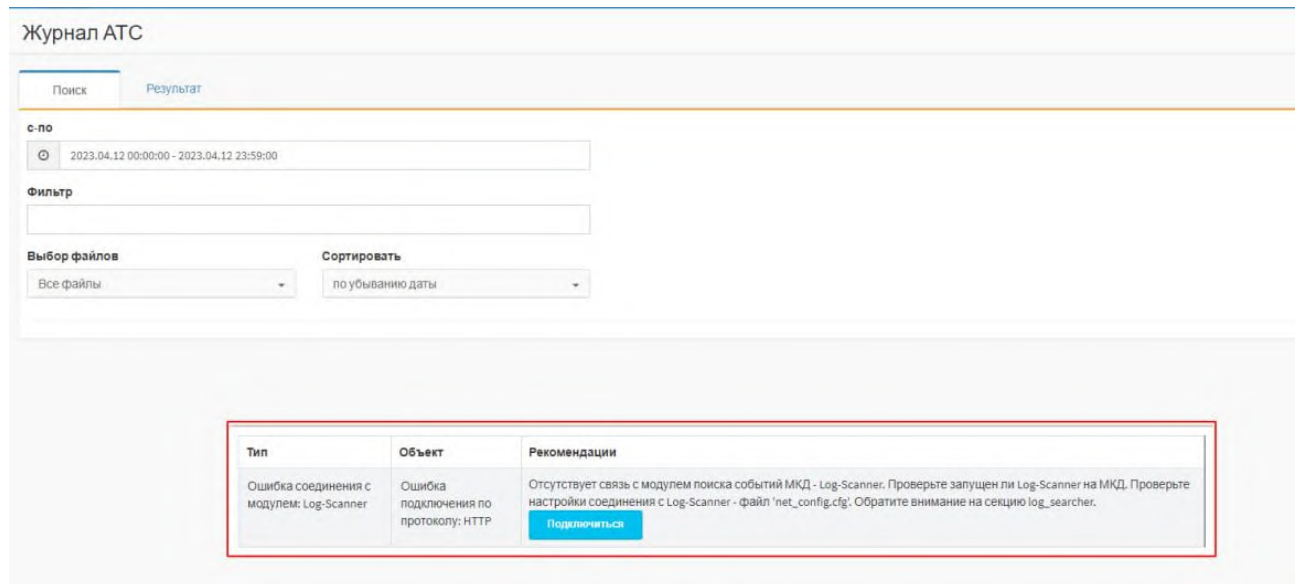 Журнал АТС
Поиск Результат
с-по
2023.04.12 00:00:00 - 2023.04.12 23:59:00
Фильтр
Выбор файлов Сортировать
Все файлы по убыванию даты
Тип Объект Рекомендации
Ошибка соединения с
модулем: Log-Scanner
Ошибка
подключения по
протоколу: HTTP
Отсутствует связь с модулем поиска событий МКД - Log-Scanner. Проверьте запущен ли Log-Scanner на МКД. Проверьте
настройки соединения с Log-Scanner - файл 'net_config.cfg'. Обратите внимание на секцию log_searcher.
Подключиться